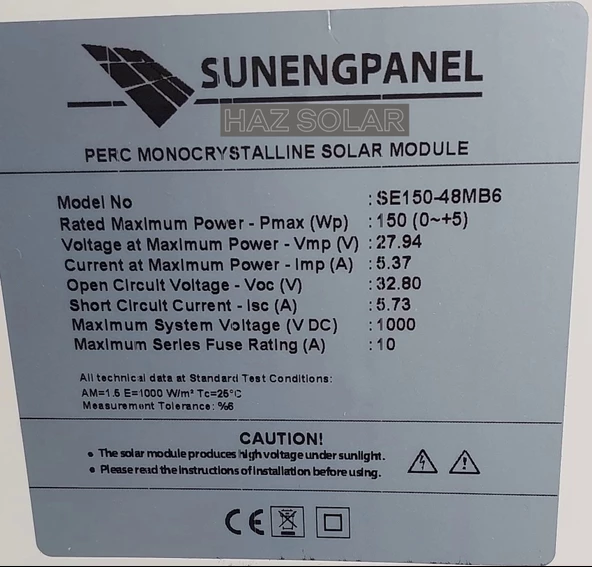 SUNENGPANEL
HAZ SOLAR
PERC MONOCRYSTALLINE SOLAR MODULE
Model No : SE150-48MB6
Rated Maximum Power - Pmax (Wp) : 150 (0~+5)
Voltage at Maximum Power - Vmp (V) : 27.94
Current at Maximum Power - Imp (A) : 5.37
Open Circuit Voltage - Voc (V) : 32.80
Short Circuit Current - Isc (A) : 5.73
Maximum System Voltage (V DC) : 1000
Maximum Series Fuse Rating (A) : 10
All technical data at Standard Test Conditions:
AM=1.5 E=1000 W/m² Tc=25°C
Measurement Tolerance: %6
CAUTION!
• The solar module produces high voltage under sunlight.
• Please read the instructions of installation before using.
CE